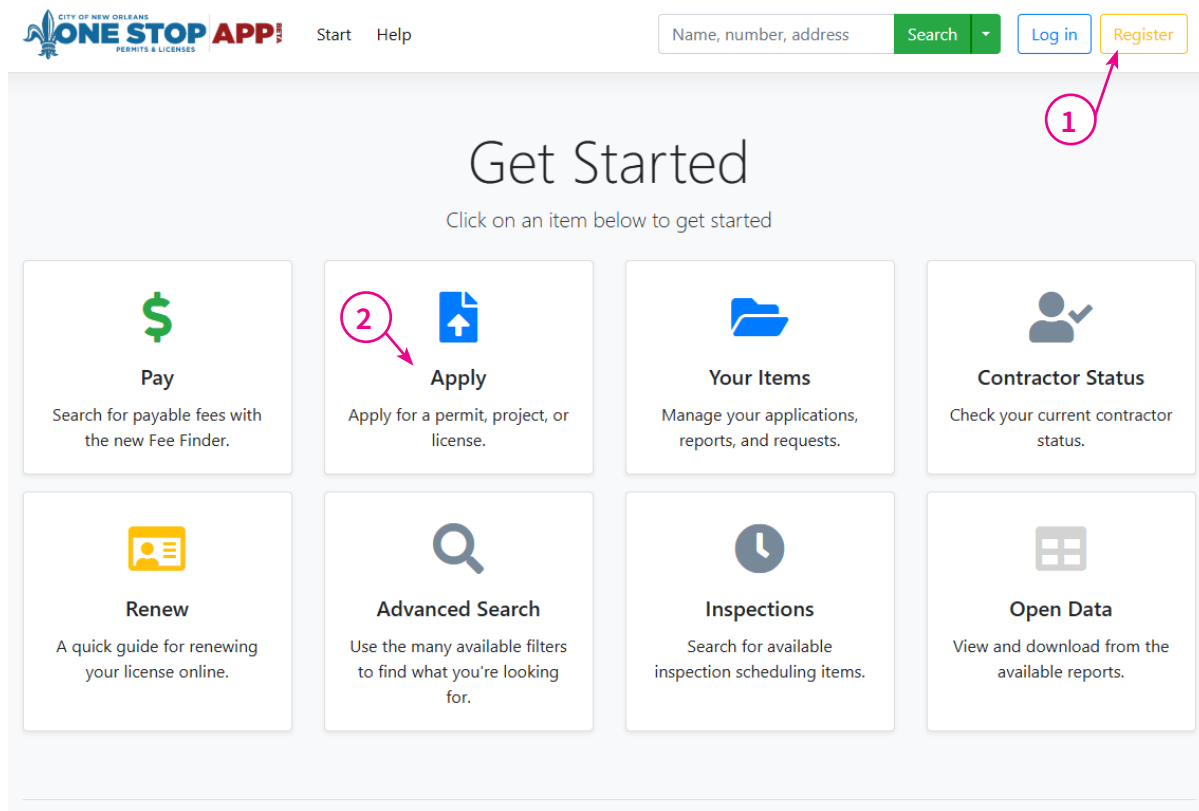 CITY OF NEW ORLEANS
ONE STOP APP! BETA
PERMITS & LICENSES
Start Help
Name, number, address Search Log in Register
1
Get Started
Click on an item below to get started
2
Pay
Search for payable fees with
the new Fee Finder.
Apply
Apply for a permit, project, or
license.
Your Items
Manage your applications,
reports, and requests.
Contractor Status
Check your current contractor
status.
Renew
A quick guide for renewing
your license online.
Advanced Search
Use the many available filters
to find what you're looking
for.
Inspections
Search for available
inspection scheduling items.
Open Data
View and download from the
available reports.